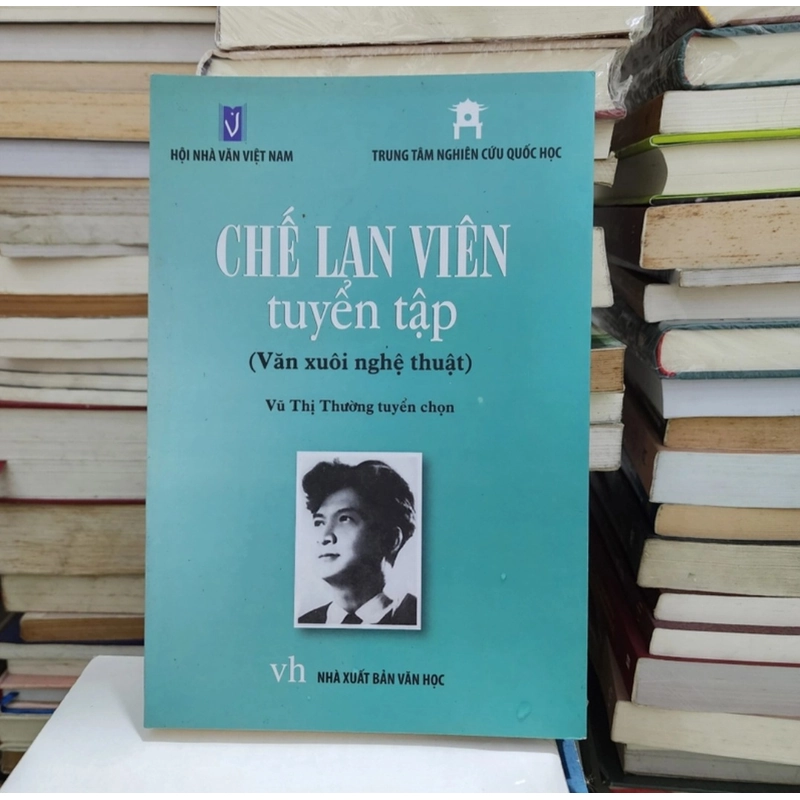 HỘI NHÀ VĂN VIỆT NAM
TRUNG TÂM NGHIÊN CỨU QUỐC HỌC
CHẾ LAN VIÊN
tuyển tập
(Văn xuôi nghệ thuật)
Vũ Thị Thường tuyển chọn
vh NHÀ XUẤT BẢN VĂN HỌC